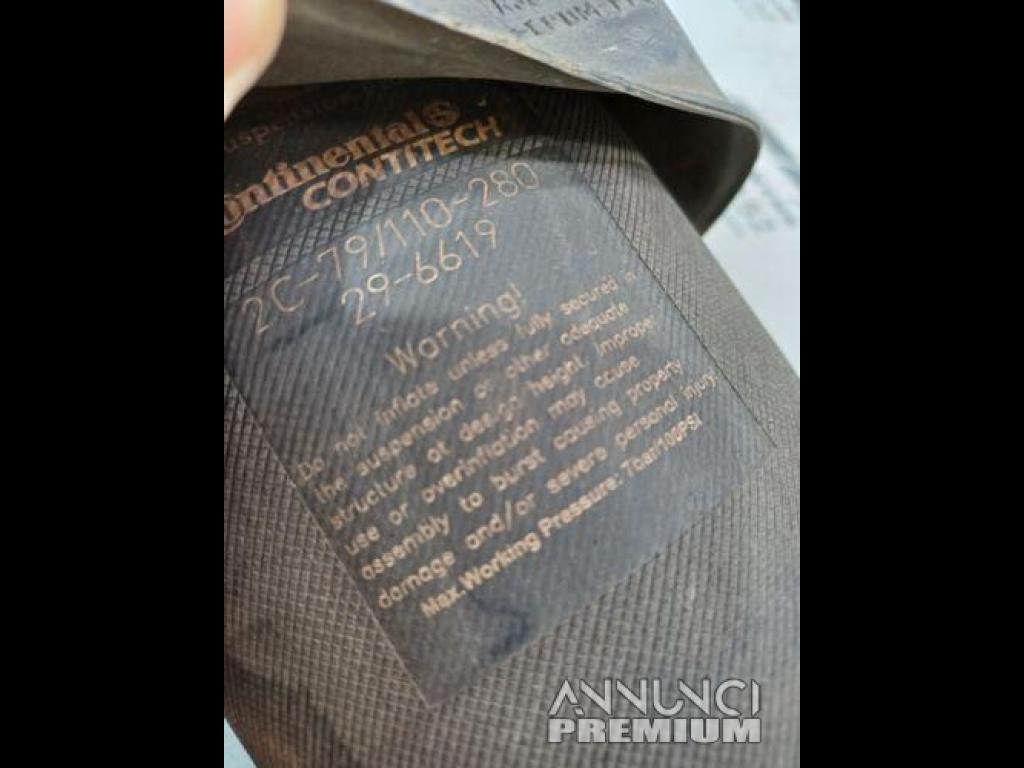 Continental
CONTITECH
2C-79/110-280
29-6619
Warning!
Do not inflate unless fully secured in
the suspension or other adequate
structure at design height. Improper
use or overinflation may cause
assembly to burst causing property
damage and/or severe personal injury
Max.Working Pressure: 7bar/100PSI
ANNUNCI
PREMIUM